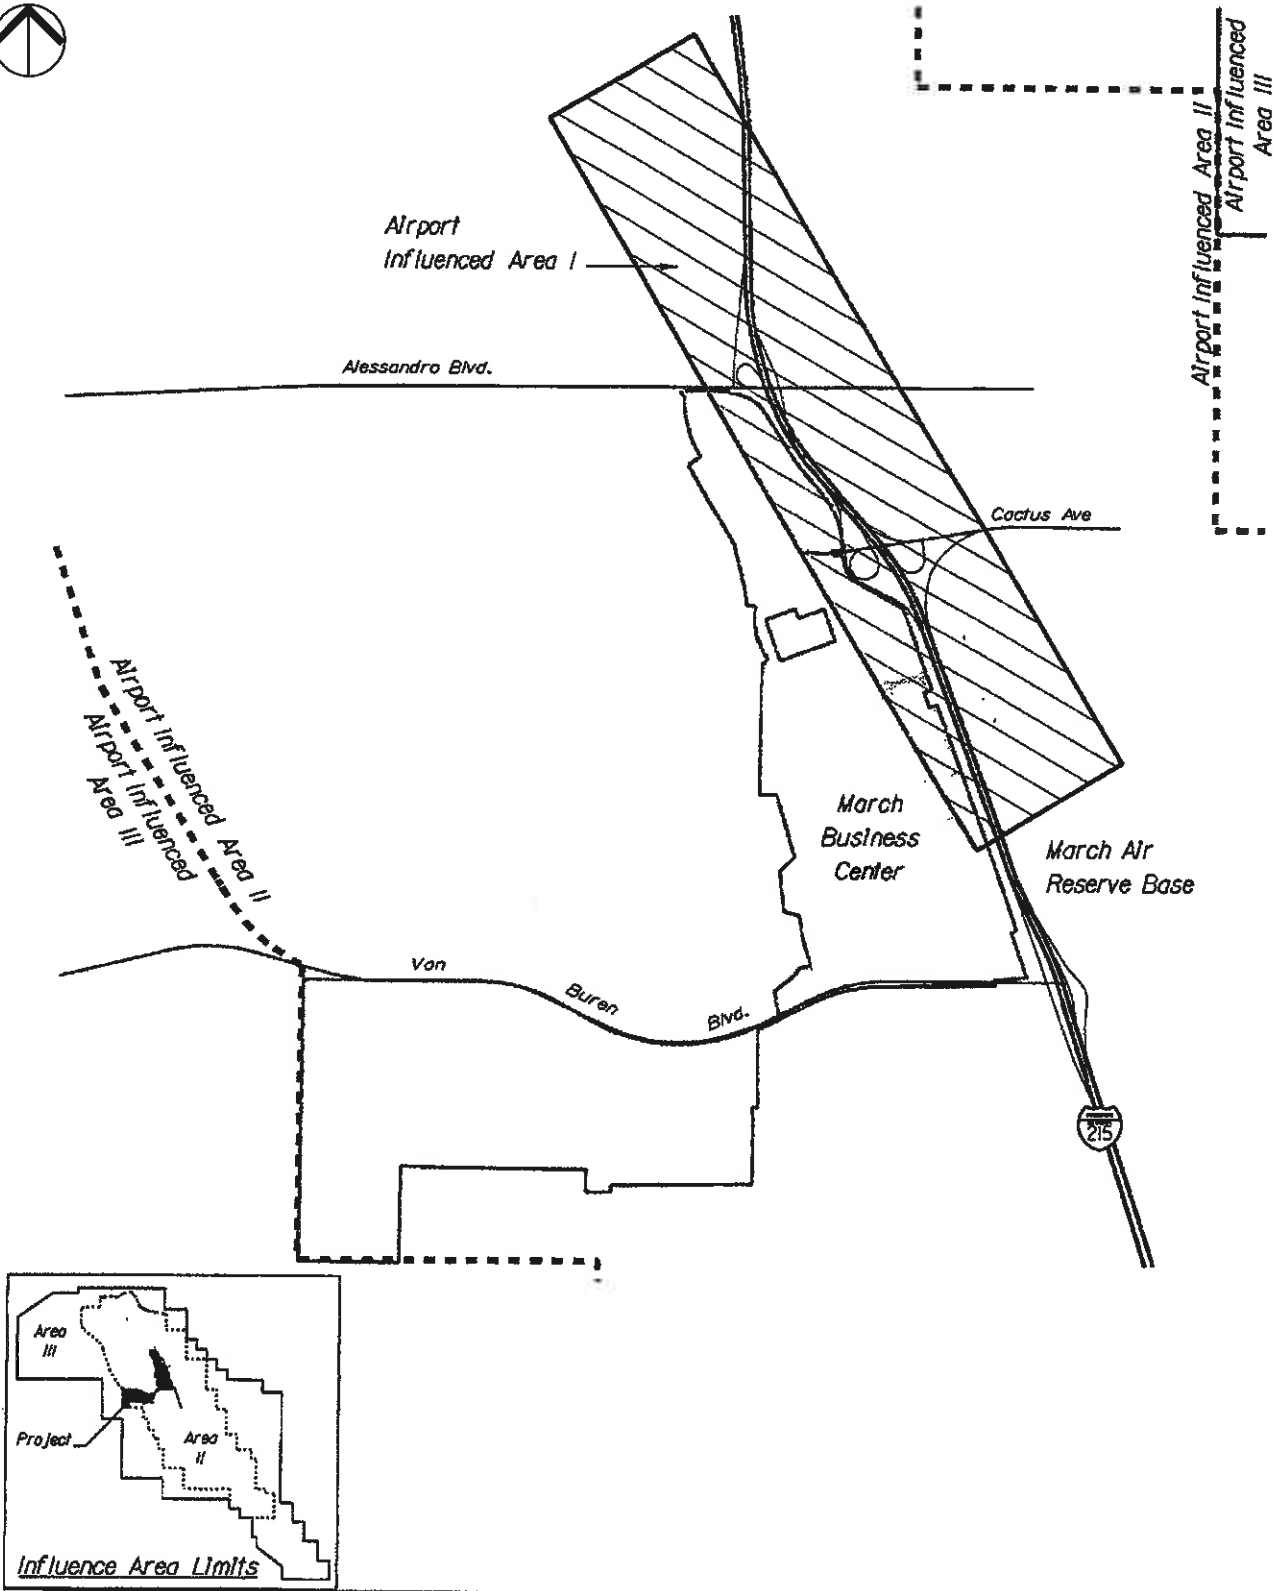 Airport Influenced
Area III
Airport Influenced Area II
Airport
Influenced Area I
Alessandro Blvd.
Cactus Ave
Airport Influenced Area II
Airport Influenced
Area III
March
Business
Center
March Air
Reserve Base
Van
Buren
Blvd.
215
Area
III
Project
Area
II
Influence Area Limits